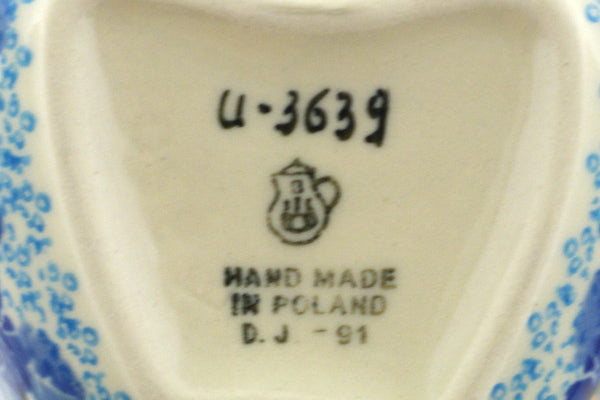 U-3639
B
HAND MADE
IN POLAND
D. J. - 91